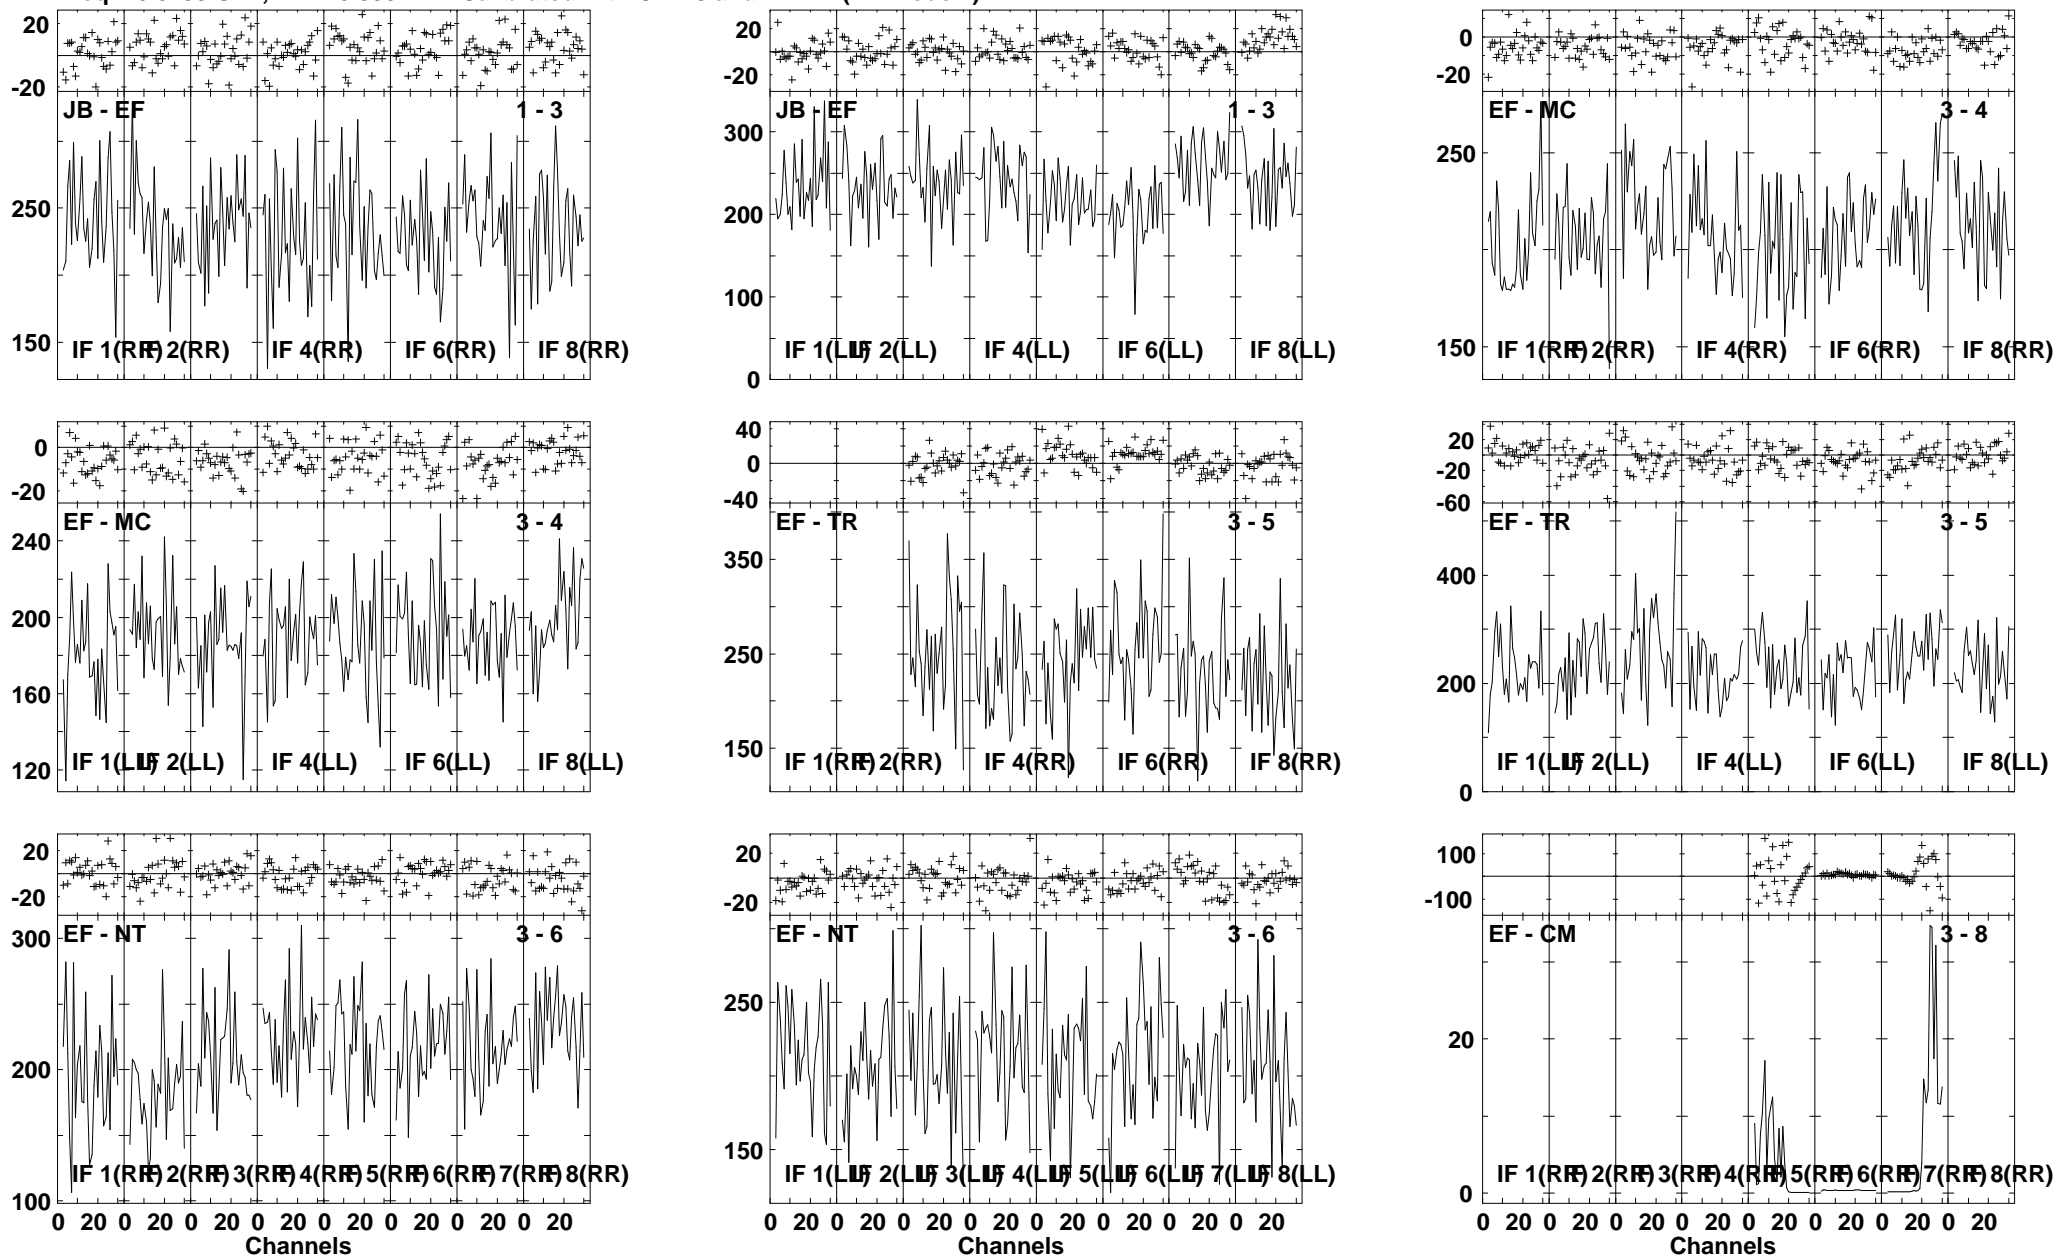 20
0
-20
JB - EF
1 - 3
250
150
IF 1(RR) IF 2(RR) IF 4(RR) IF 6(RR) IF 8(RR)
20
0
-20
JB - EF
1 - 3
300
200
100
0
IF 1(LL) IF 2(LL) IF 4(LL) IF 6(LL) IF 8(LL)
0
-20
EF - MC
3 - 4
250
150
IF 1(RR) IF 2(RR) IF 4(RR) IF 6(RR) IF 8(RR)
0
-20
EF - MC
3 - 4
240
200
160
120
IF 1(LL) IF 2(LL) IF 4(LL) IF 6(LL) IF 8(LL)
40
0
-40
EF - TR
3 - 5
350
250
150
IF 1(RR) IF 2(RR) IF 4(RR) IF 6(RR) IF 8(RR)
20
-20
-60
EF - TR
3 - 5
400
200
0
IF 1(LL) IF 2(LL) IF 4(LL) IF 6(LL) IF 8(LL)
20
0
-20
EF - NT
3 - 6
300
200
100
IF 1(RR) IF 2(RR) IF 3(RR) IF 4(RR) IF 5(RR) IF 6(RR) IF 7(RR) IF 8(RR)
0 20 0 20 0 20 0 20 0 20 0 20 0 20 0 20
Channels
20
0
-20
EF - NT
3 - 6
250
150
IF 1(LL) IF 2(LL) IF 3(LL) IF 4(LL) IF 5(LL) IF 6(LL) IF 7(LL) IF 8(LL)
0 20 0 20 0 20 0 20 0 20 0 20 0 20 0 20
Channels
100
-100
EF - CM
3 - 8
20
0
IF 1(RR) IF 2(RR) IF 3(RR) IF 4(RR) IF 5(RR) IF 6(RR) IF 7(RR) IF 8(RR)
0 20 0 20 0 20 0 20 0 20 0 20 0 20 0 20
Channels